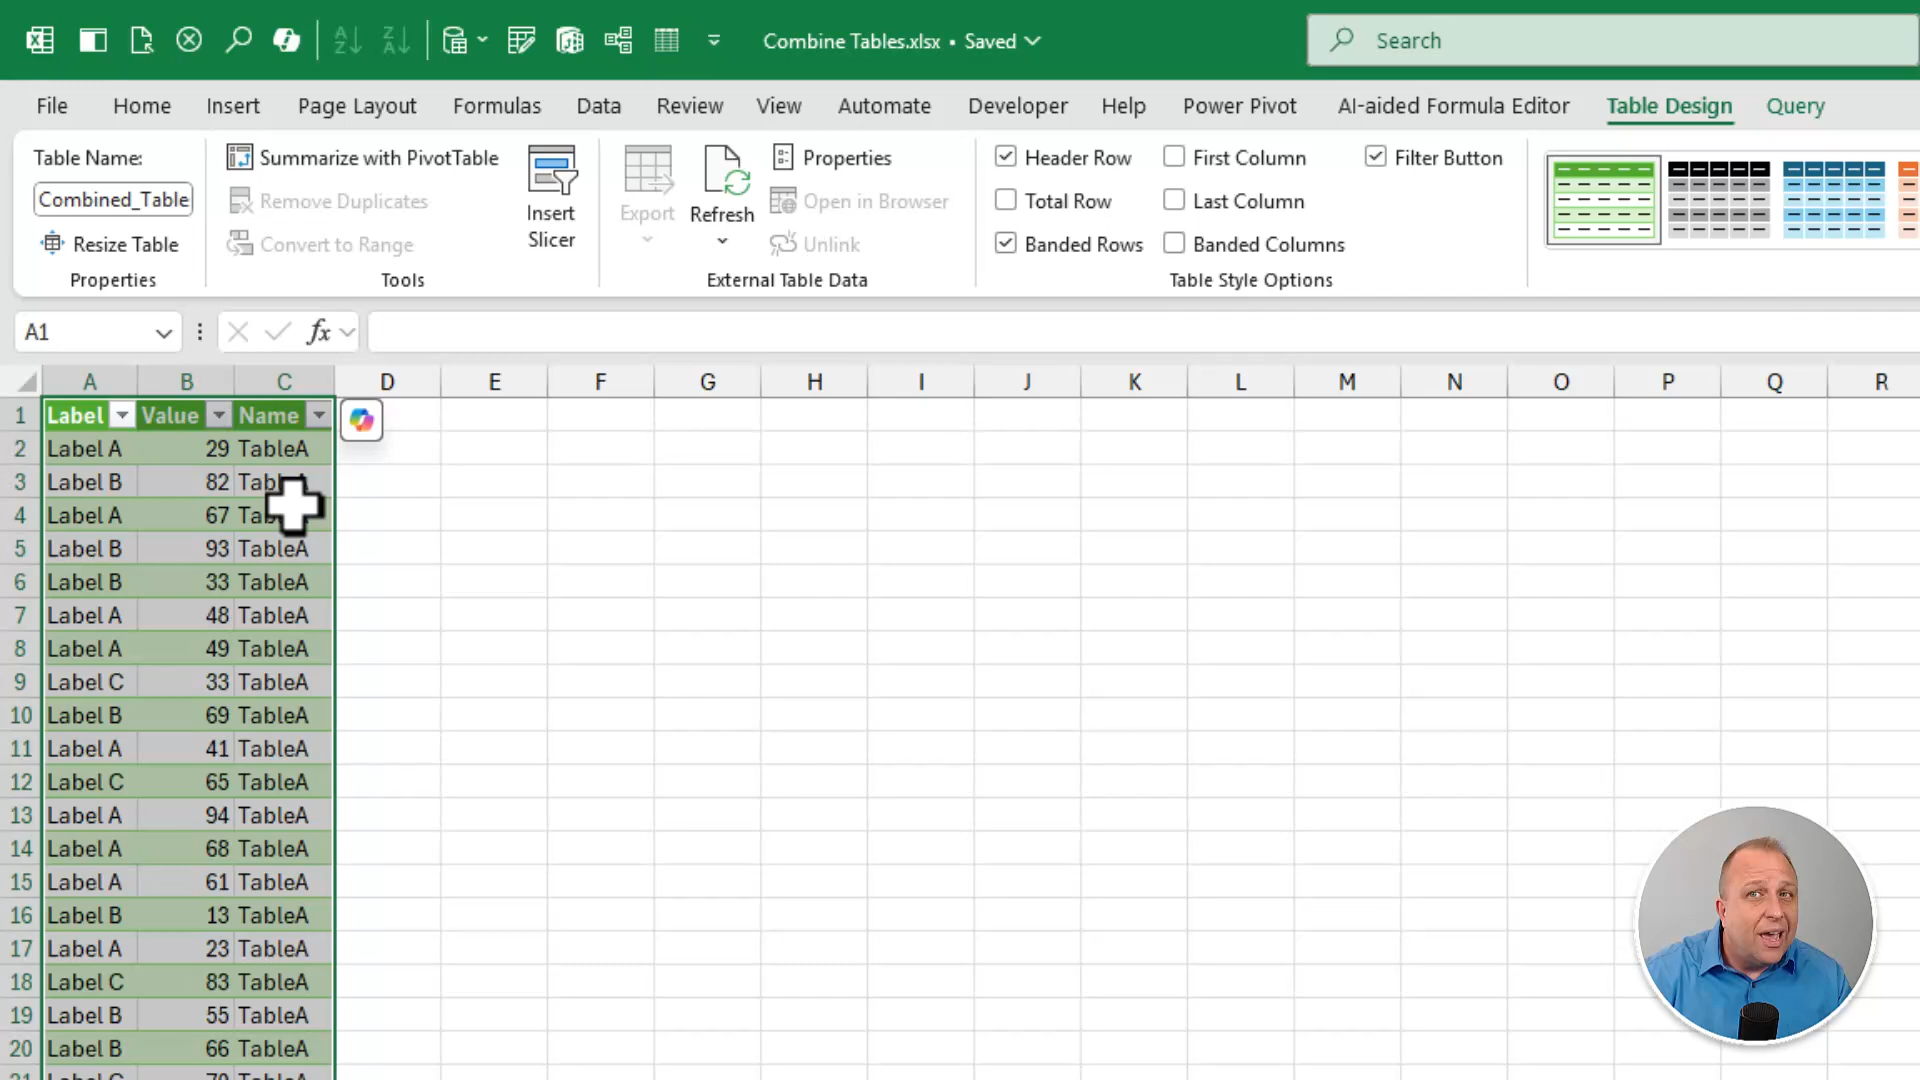 Combine Tables.xlsx • Saved
Search
File Home Insert Page Layout Formulas Data Review View Automate Developer Help Power Pivot AI-aided Formula Editor Table Design Query
Table Name:
Combined_Table
Resize Table
Properties
Summarize with PivotTable
Remove Duplicates
Convert to Range
Tools
Insert
Slicer
Export
Refresh
Properties
Open in Browser
Unlink
External Table Data
Header Row
Total Row
Banded Rows
First Column
Last Column
Banded Columns
Filter Button
Table Style Options
A1
fx
A B C D E F G H I J K L M N O P Q R
1 Label Value Name
2 Label A 29 TableA
3 Label B 82
4 Label A 67
5 Label B 93 TableA
6 Label B 33 TableA
7 Label A 48 TableA
8 Label A 49 TableA
9 Label C 33 TableA
10 Label B 69 TableA
11 Label A 41 TableA
12 Label C 65 TableA
13 Label A 94 TableA
14 Label A 68 TableA
15 Label A 61 TableA
16 Label B 13 TableA
17 Label A 23 TableA
18 Label C 83 TableA
19 Label B 55 TableA
20 Label B 66 TableA